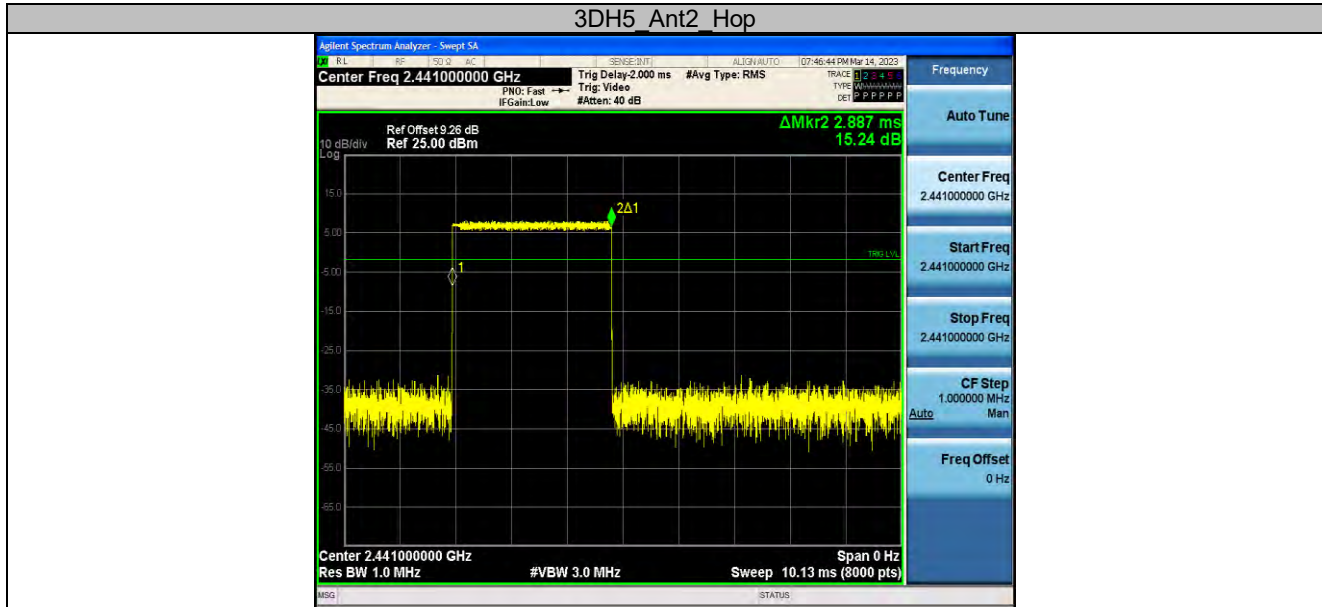 3DH5_Ant2_Hop
Agilent Spectrum Analyzer - Swept SA
RL RF 50 Ω AC SENSE:INT ALIGN AUTO 07:46:44 PM Mar 14, 2023
Center Freq 2.441000000 GHz
PNO: Fast
IFGain:Low
Trig Delay-2.000 ms
Trig: Video
#Atten: 40 dB
#Avg Type: RMS
TRACE 1 2 3 4 5 6
TYPE
DET P P P P P P
Frequency
ΔMkr2 2.887 ms
15.24 dB
Ref Offset 9.26 dB
10 dB/div Ref 25.00 dBm
Log
15.0
5.00
-5.00
-15.0
-25.0
-35.0
-45.0
-55.0
-65.0
2Δ1
1
TRIG LVL
Center 2.441000000 GHz Span 0 Hz
Res BW 1.0 MHz #VBW 3.0 MHz Sweep 10.13 ms (8000 pts)
Auto Tune
Center Freq
2.441000000 GHz
Start Freq
2.441000000 GHz
Stop Freq
2.441000000 GHz
CF Step
1.000000 MHz
Auto Man
Freq Offset
0 Hz
MSG STATUS